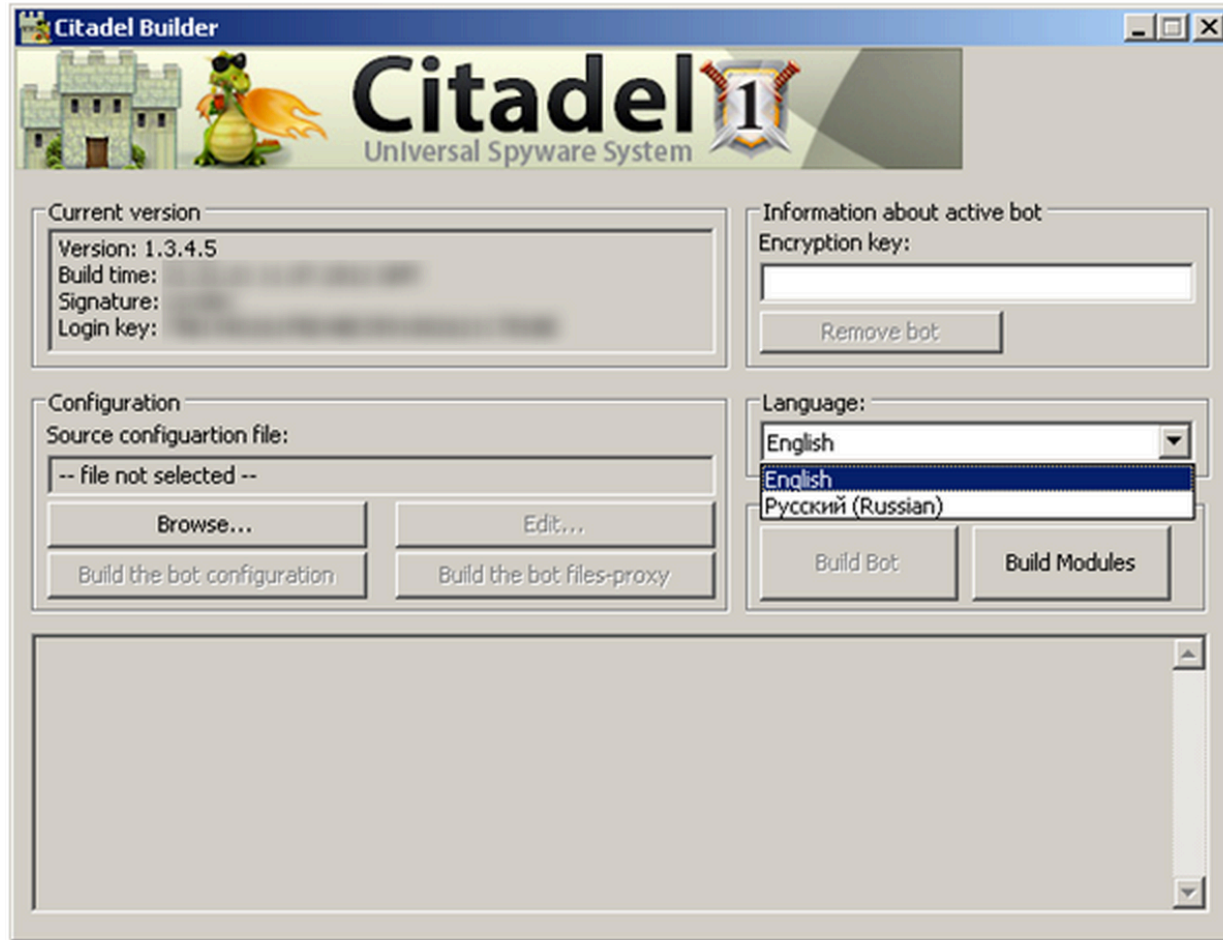 Citadel Builder
Citadel 1
UnIversal Spyware System
Current version
Version: 1.3.4.5
Build time:
Signature:
Login key:
Information about active bot
Encryption key:
Remove bot
Configuration
Source configuartion file:
-- file not selected --
Browse...
Edit...
Build the bot configuration
Build the bot files-proxy
Language:
English
English
Русский (Russian)
Build Bot
Build Modules